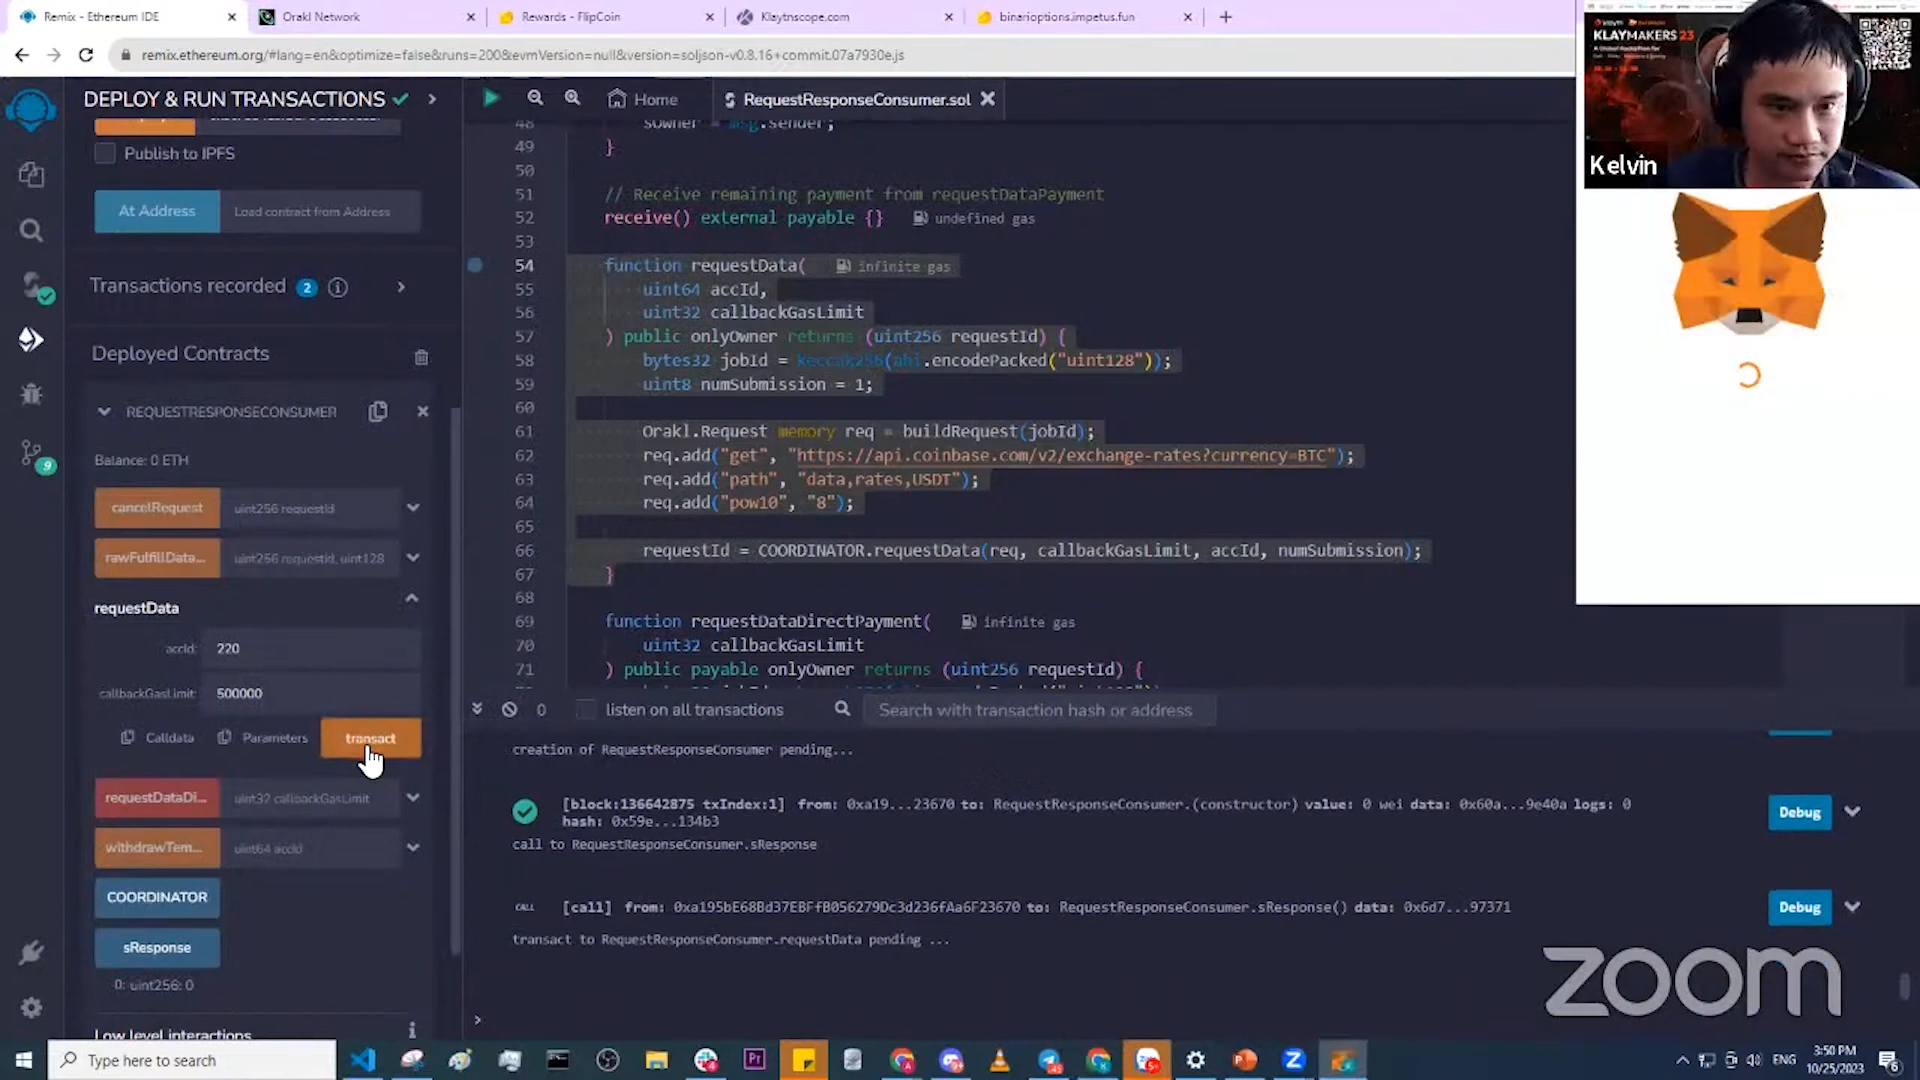 Remix - Ethereum IDE
Orakl Network
Rewards - FlipCoin
Klaytnscope.com
binarioptions.impetus.fun
remix.ethereum.org/#lang=en&optimize=false&runs=200&evmVersion=null&version=soljson-v0.8.16+commit.07a7930e.js
DEPLOY & RUN TRANSACTIONS
Publish to IPFS
At Address
Load contract from Address
Transactions recorded 2
Deployed Contracts
REQUESTRESPONSECONSUMER
Balance: 0 ETH
cancelRequest uint256 requestId
rawFulfillData... uint256 requestId, uint128
requestData
accId: 220
callbackGasLimit: 500000
Calldata Parameters transact
requestDataDi... uint32 callbackGasLimit
withdrawTem... uint64 accId
COORDINATOR
sResponse
0: uint256: 0
Low level interactions
9
Home
RequestResponseConsumer.sol
48 sOwner = msg.sender;
49 }
50
51 // Receive remaining payment from requestDataPayment
52 receive() external payable {} undefined gas
53
54 function requestData( infinite gas
55 uint64 accId,
56 uint32 callbackGasLimit
57 ) public onlyOwner returns (uint256 requestId) {
58 bytes32 jobId = keccak256(abi.encodePacked("uint128"));
59 uint8 numSubmission = 1;
60
61 Orakl.Request memory req = buildRequest(jobId);
62 req.add("get", "https://api.coinbase.com/v2/exchange-rates?currency=BTC");
63 req.add("path", "data,rates,USDT");
64 req.add("pow10", "8");
65
66 requestId = COORDINATOR.requestData(req, callbackGasLimit, accId, numSubmission);
67 }
68
69 function requestDataDirectPayment( infinite gas
70 uint32 callbackGasLimit
71 ) public payable onlyOwner returns (uint256 requestId) {
0 listen on all transactions Search with transaction hash or address
creation of RequestResponseConsumer pending...
[block:136642875 txIndex:1] from: 0xa19...23670 to: RequestResponseConsumer.(constructor) value: 0 wei data: 0x60a...9e40a logs: 0
hash: 0x59e...134b3
Debug
call to RequestResponseConsumer.sResponse
CALL [call] from: 0xa195bE68Bd37EBFfB056279Dc3d236fAa6F23670 to: RequestResponseConsumer.sResponse() data: 0x6d7...97371
Debug
transact to RequestResponseConsumer.requestData pending ...
>
KLAYMAKERS 23
Kelvin
zoom
Type here to search
ENG
3:50 PM
10/25/2023
6